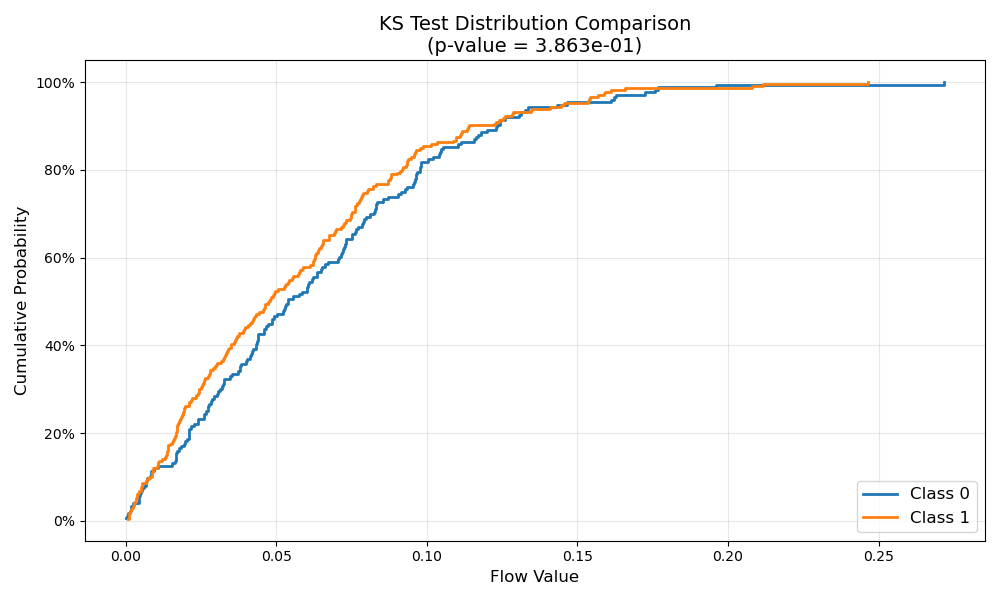 KS Test Distribution Comparison
(p-value = 3.863e-01)
Cumulative Probability
100%
80%
60%
40%
20%
0%
Class 0
Class 1
0.00 0.05 0.10 0.15 0.20 0.25
Flow Value